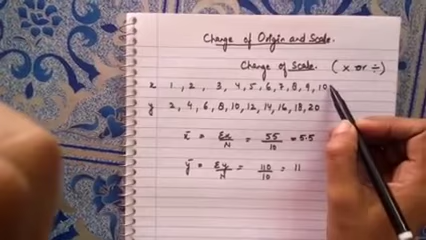 Change of Origin and Scale.
Change of Scale. (x or ÷)
x 1, 2, 3, 4, 5, 6, 7, 8, 9, 10
y 2, 4, 6, 8, 10, 12, 14, 16, 18, 20
x̄ = Σx/N = 55/10 = 5.5
ȳ = Σy/N = 110/10 = 11